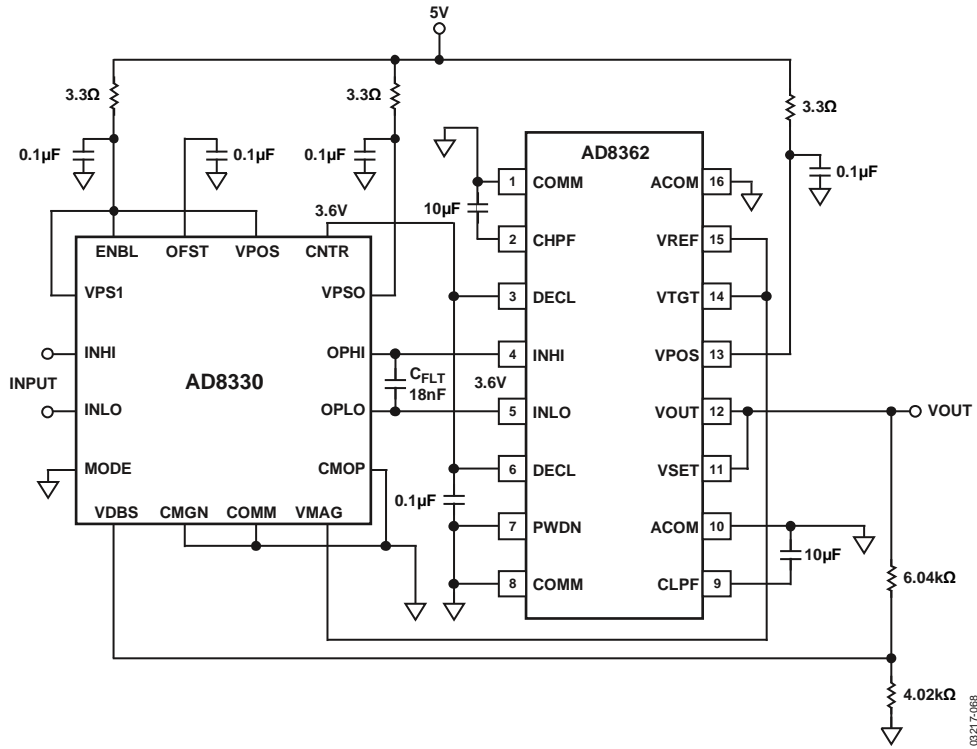 5V
3.3Ω
3.3Ω
3.3Ω
0.1µF
0.1µF
0.1µF
0.1µF
AD8362
1 COMM
ACOM 16
10µF
2 CHPF
VREF 15
3.6V
ENBL OFST VPOS CNTR
VPS1
VPSO
3 DECL
VTGT 14
INHI
OPHI
4 INHI
VPOS 13
INPUT
AD8330
CFLT
18nF
3.6V
INLO
OPLO
5 INLO
VOUT 12
VOUT
MODE
CMOP
6 DECL
VSET 11
VDBS CMGN COMM VMAG
0.1µF
7 PWDN
ACOM 10
10µF
8 COMM
CLPF 9
6.04kΩ
4.02kΩ
03217-068